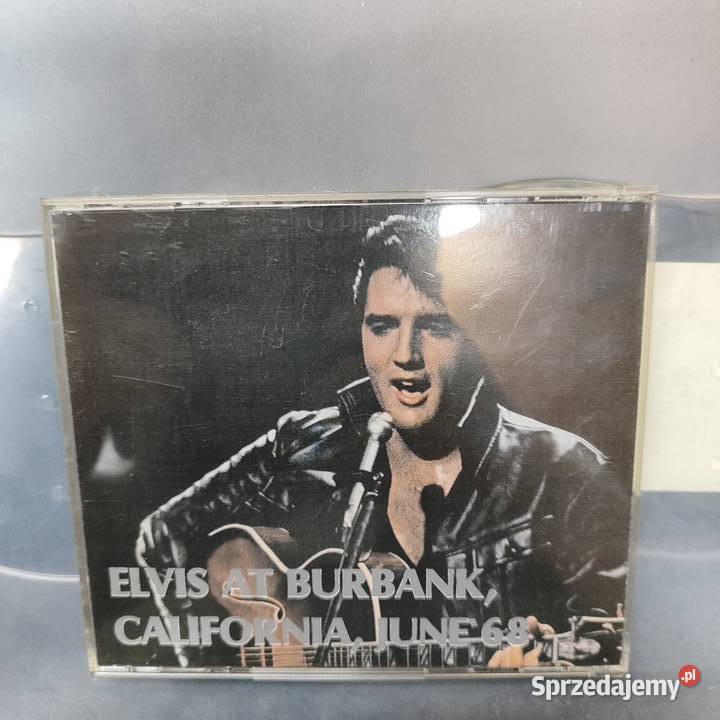 ELVIS AT BURBANK,
CALIFORNIA, JUNE'68
Sprzedajemy.pl